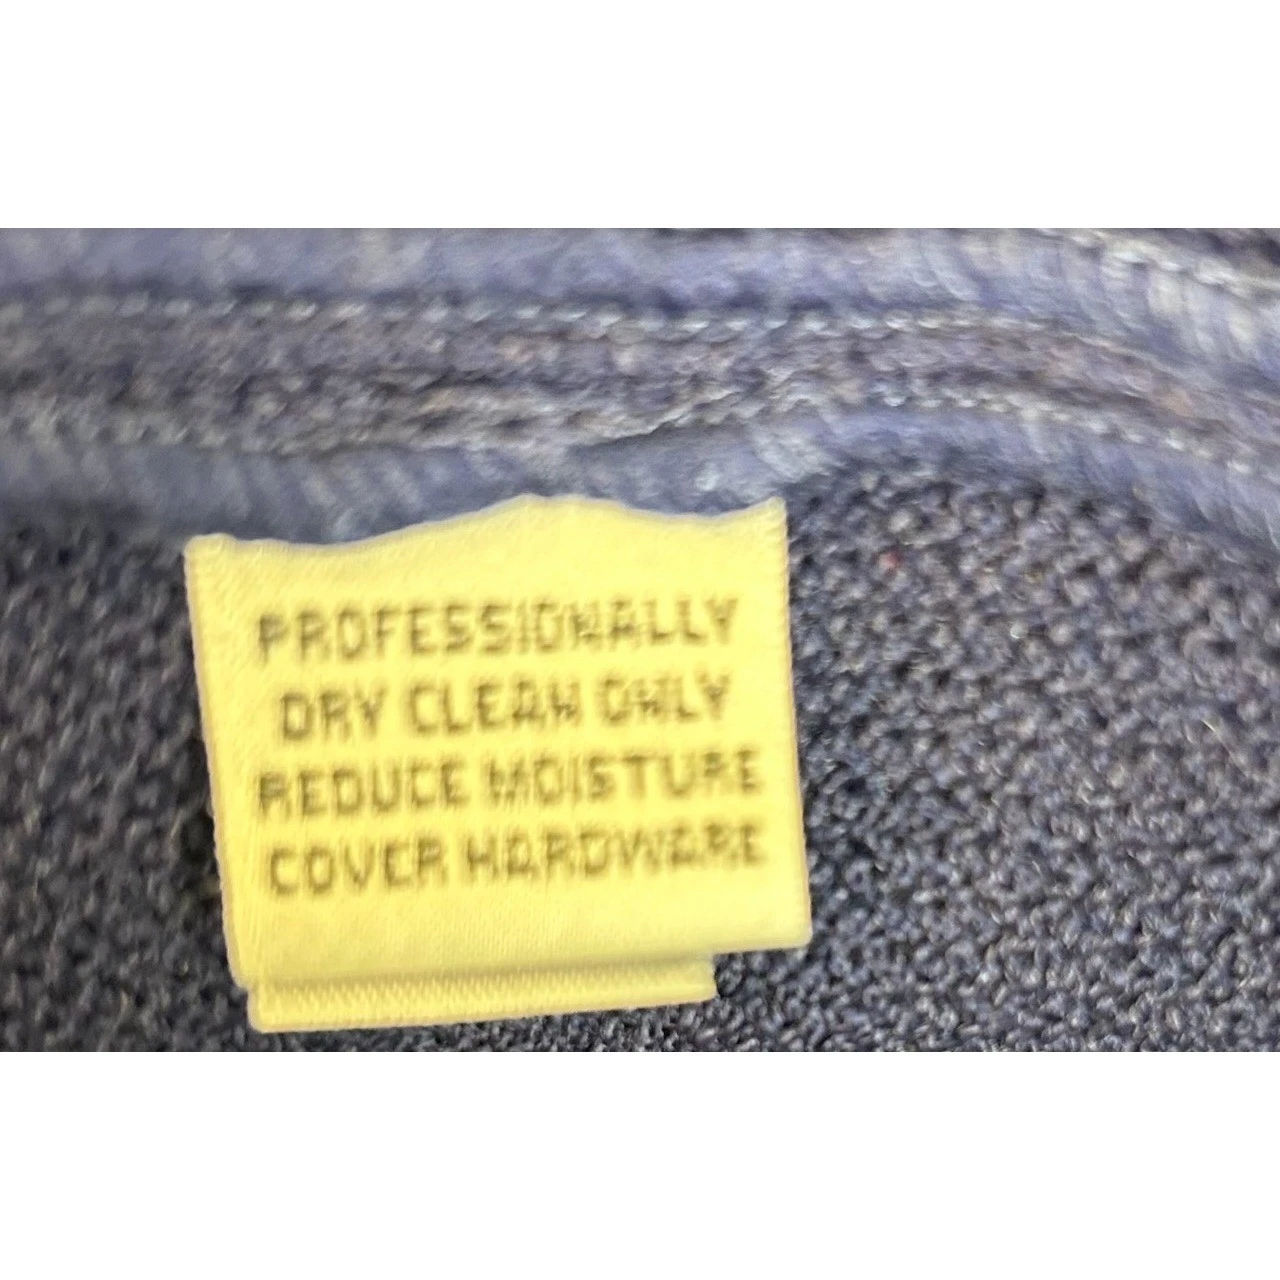 PROFESSIONALLY
DRY CLEAN ONLY
REDUCE MOISTURE
COVER HARDWARE